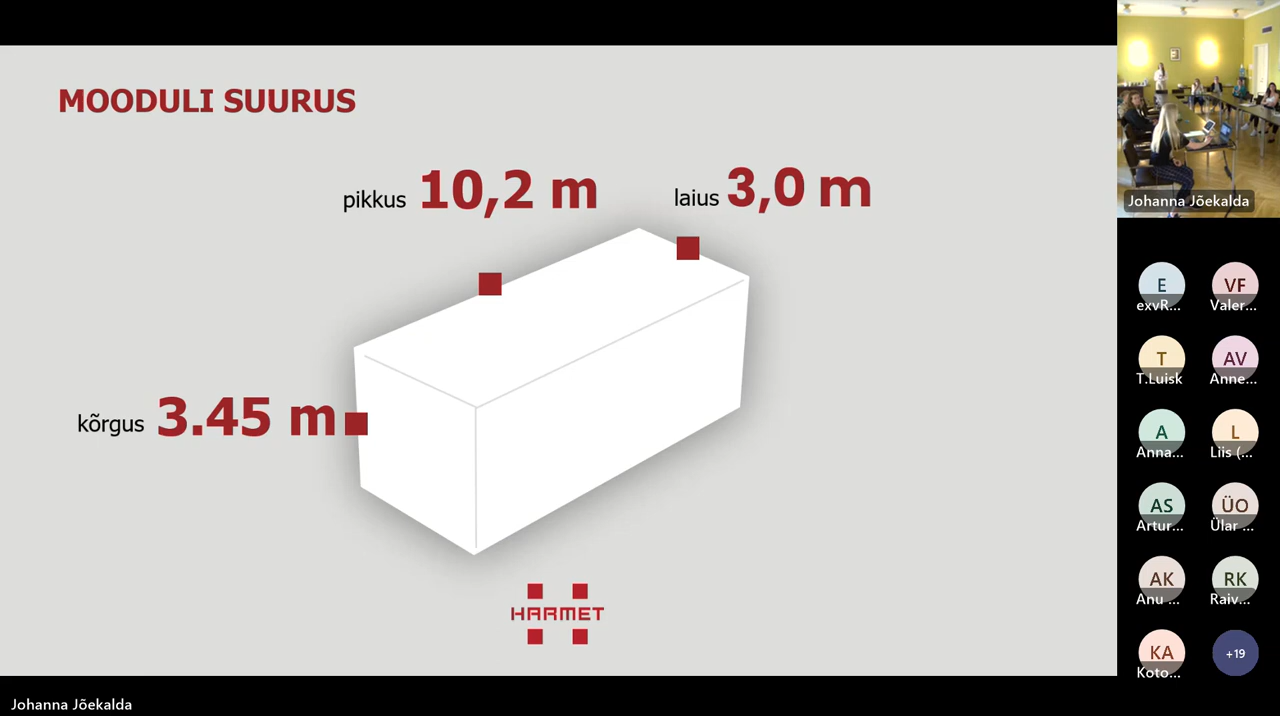 MOODULI SUURUS
pikkus 10,2 m
laius 3,0 m
kõrgus 3.45 m
HARMET
Johanna Jõekalda
Johanna Jõekalda
E
exvR...
VF
Valer...
T
T.Luisk
AV
Anne...
A
Anna...
L
Liis (...
AS
Artur...
ÜO
Ülar ...
AK
Anu ...
RK
Raiv...
KA
Koto...
+19